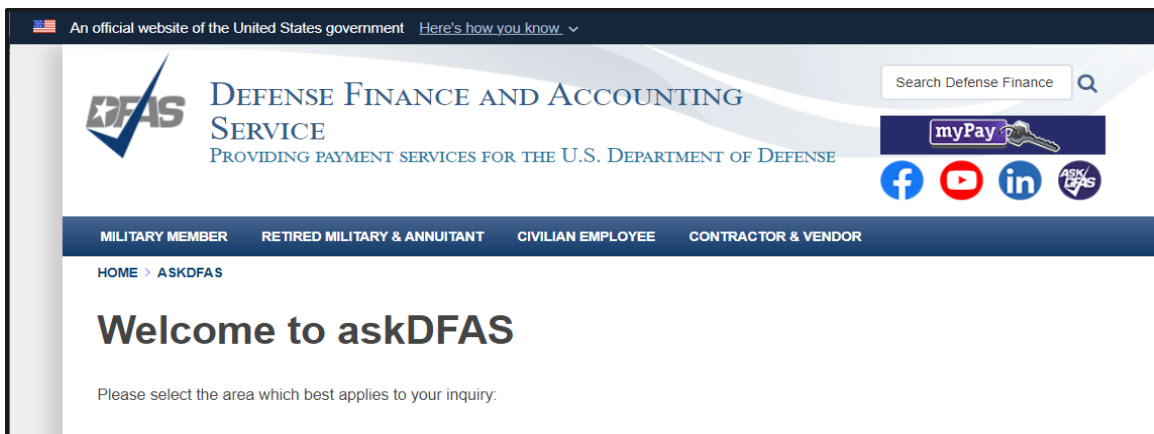 An official website of the United States government Here's how you know
DFAS
DEFENSE FINANCE AND ACCOUNTING
SERVICE
PROVIDING PAYMENT SERVICES FOR THE U.S. DEPARTMENT OF DEFENSE
Search Defense Finance
myPay
f in ASK/DFAS
MILITARY MEMBER RETIRED MILITARY & ANNUITANT CIVILIAN EMPLOYEE CONTRACTOR & VENDOR
HOME > ASKDFAS
Welcome to askDFAS
Please select the area which best applies to your inquiry: